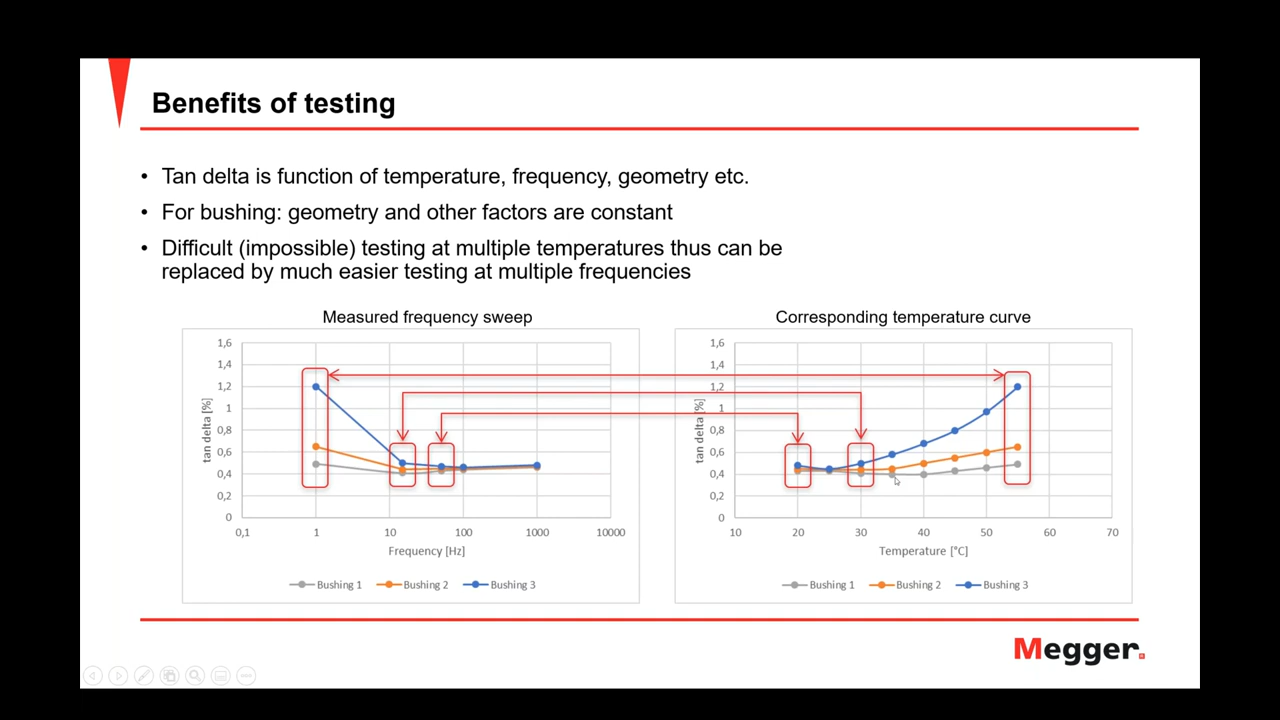 Benefits of testing
• Tan delta is function of temperature, frequency, geometry etc.
• For bushing: geometry and other factors are constant
• Difficult (impossible) testing at multiple temperatures thus can be
replaced by much easier testing at multiple frequencies
Measured frequency sweep
1,6
1,4
1,2
1
0,8
0,6
0,4
0,2
0
tan delta [%]
0,1 1 10 100 1000 10000
Frequency [Hz]
Bushing 1 Bushing 2 Bushing 3
Corresponding temperature curve
1,6
1,4
1,2
1
0,8
0,6
0,4
0,2
0
tan delta [%]
10 20 30 40 50 60 70
Temperature [°C]
Bushing 1 Bushing 2 Bushing 3
Megger